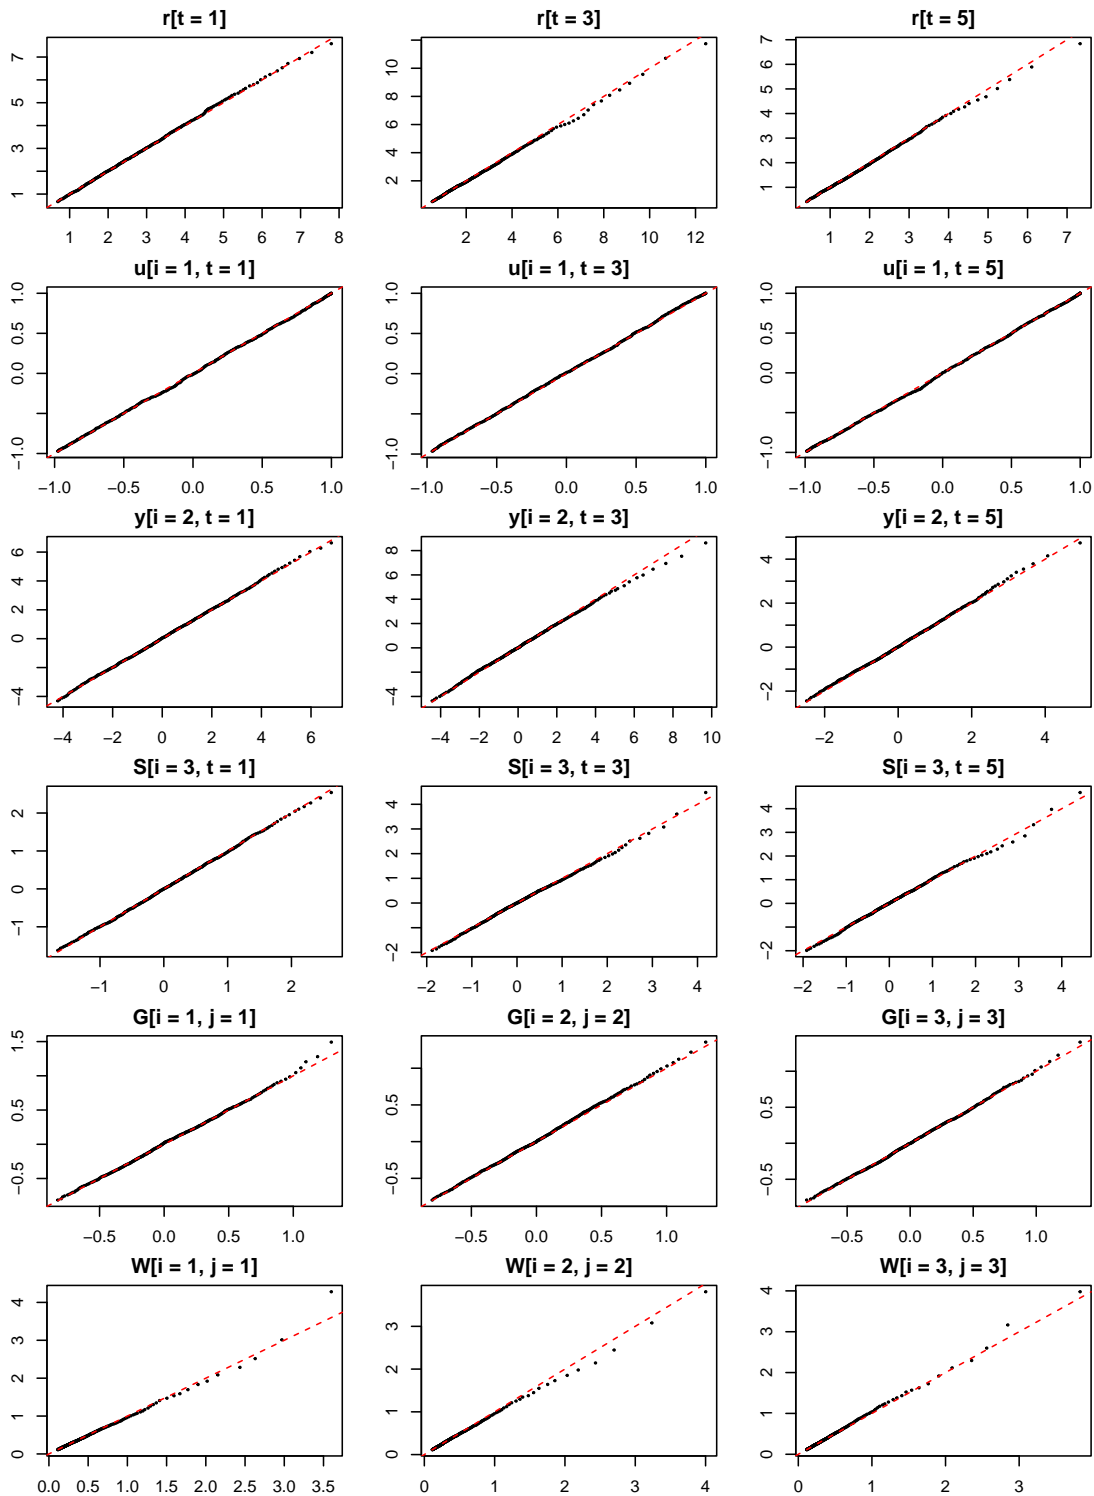 r[t = 1] r[t = 3] r[t = 5]
7 10 7
5 8 6
3 6 5
1 4 4
2 3
2
1
1 2 3 4 5 6 7 8 2 4 6 8 10 12 1 2 3 4 5 6 7
u[i = 1, t = 1] u[i = 1, t = 3] u[i = 1, t = 5]
1.0 1.0 1.0
0.5 0.5 0.5
0.0 0.0 0.0
−1.0 −1.0 −1.0
−1.0 −0.5 0.0 0.5 1.0 −1.0 −0.5 0.0 0.5 1.0 −1.0 −0.5 0.0 0.5 1.0
y[i = 2, t = 1] y[i = 2, t = 3] y[i = 2, t = 5]
6 8 4
4 6 2
2 4 0
0 2 −2
−4 0
−4
−4 −2 0 2 4 6 −4 −2 0 2 4 6 8 10 −2 0 2 4
S[i = 3, t = 1] S[i = 3, t = 3] S[i = 3, t = 5]
2 4 4
1 3 3
0 2 2
−1 1 1
0 0
−2 −2
−1 0 1 2 −2 −1 0 1 2 3 4 −2 −1 0 1 2 3 4
G[i = 1, j = 1] G[i = 2, j = 2] G[i = 3, j = 3]
1.5 0.5 0.5
0.5 −0.5 −0.5
−0.5
−0.5 0.0 0.5 1.0 −0.5 0.0 0.5 1.0 −0.5 0.0 0.5 1.0
W[i = 1, j = 1] W[i = 2, j = 2] W[i = 3, j = 3]
4 3 4
3 2 3
2 1 2
1 0 1
0 0
0.0 0.5 1.0 1.5 2.0 2.5 3.0 3.5 0 1 2 3 4 0 1 2 3